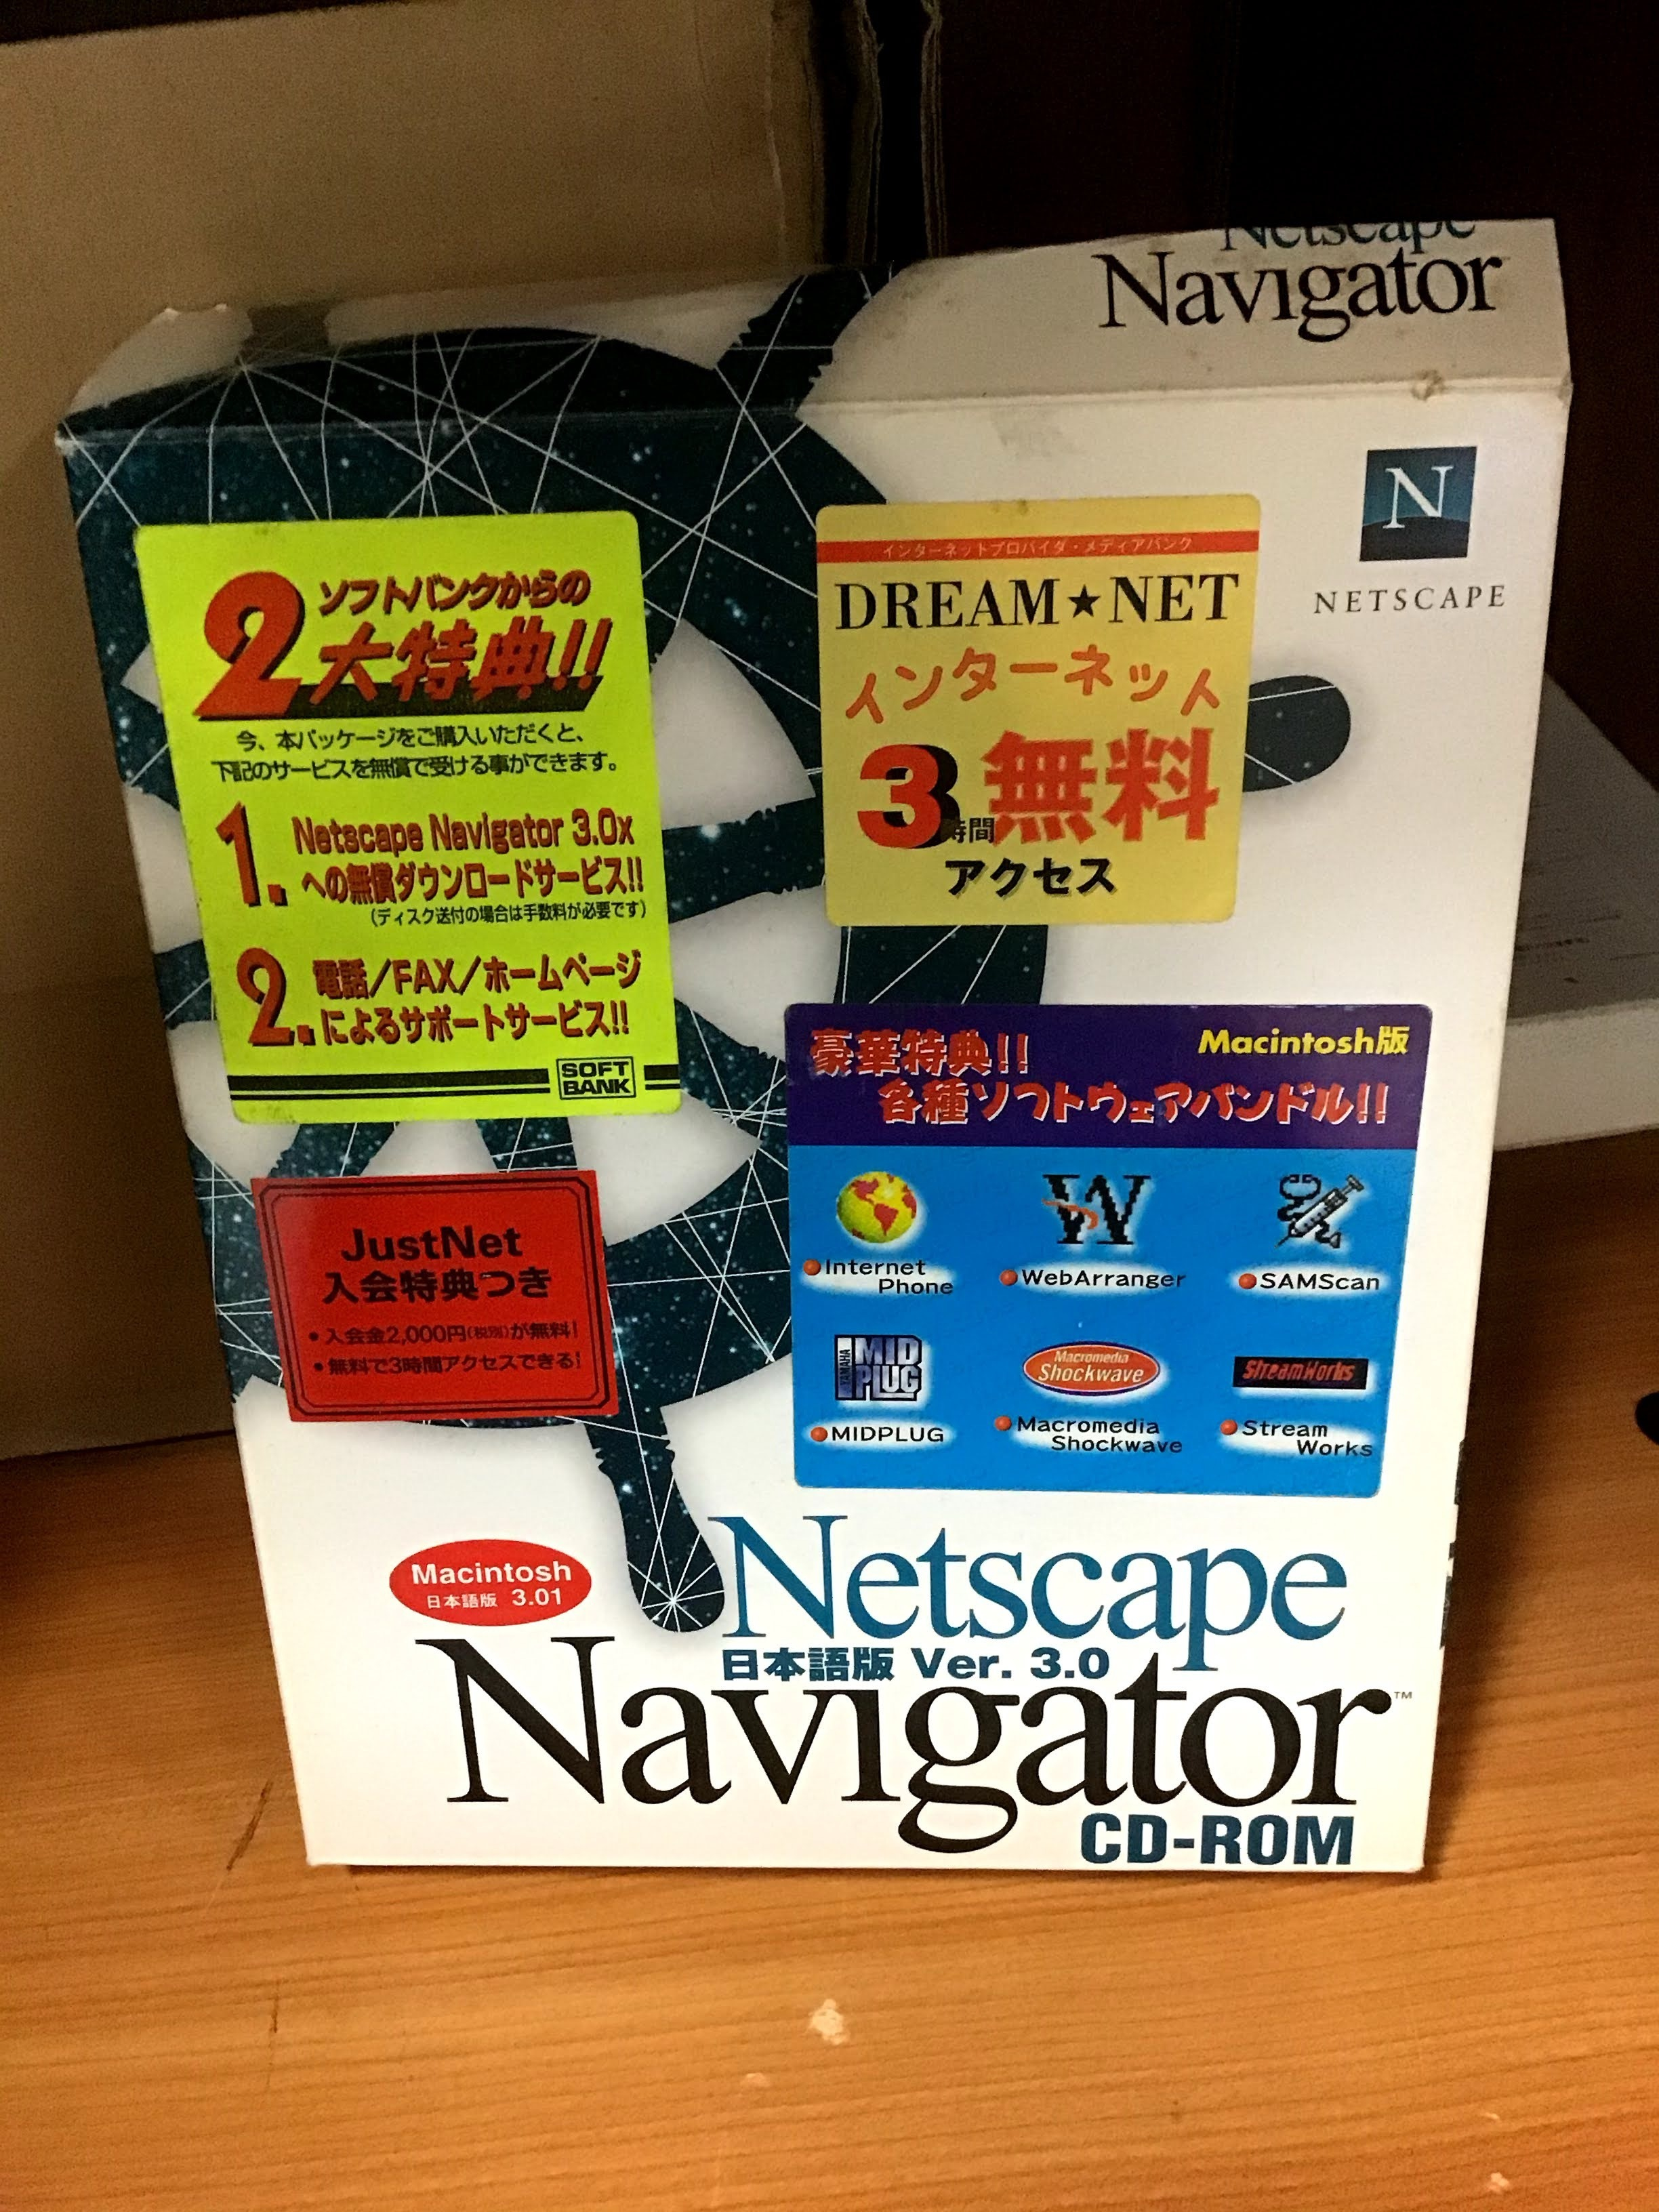 Netscape
Navigator
N
NETSCAPE
2
ソフトバンクからの
大特典!!
今、本パッケージをご購入いただくと、
下記のサービスを無償で受ける事ができます。
1. Netscape Navigator 3.0x
への無償ダウンロードサービス!!
(ディスク送付の場合は手数料が必要です)
2. 電話/FAX/ホームページ
によるサポートサービス!!
SOFT
BANK
インターネットプロバイダ・メディアバンク
DREAM★NET
インターネット
3時間無料
アクセス
JustNet
入会特典つき
・入会金2,000円(税別)が無料!
・無料で3時間アクセスできる!
Macintosh版
豪華特典!!
各種ソフトウェアバンドル!!
●Internet
Phone
W
●WebArranger
●SAMScan
YAMAHA
MID
PLUG
●MIDPLUG
Macromedia
Shockwave
●Macromedia
Shockwave
StreamWorks
●Stream
Works
Macintosh
日本語版 3.01
Netscape
日本語版 Ver. 3.0
Navigator™
CD-ROM